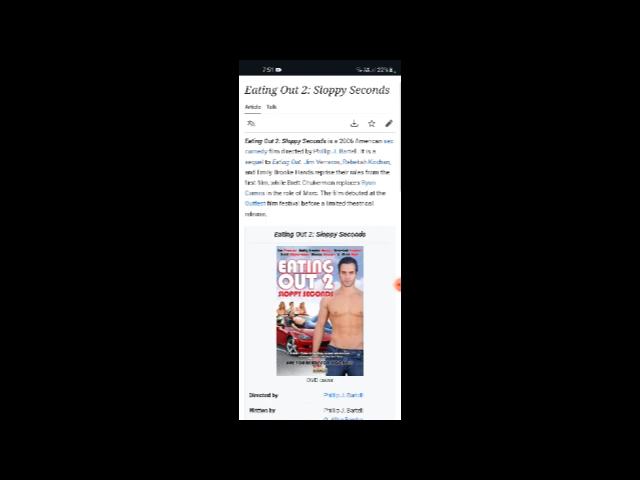 7:51
22%
Eating Out 2: Sloppy Seconds
Article Talk
Eating Out 2: Sloppy Seconds is a 2006 American sex
comedy film directed by Phillip J. Bartell. It is a
sequel to Eating Out. Jim Verraros, Rebekah Kochan,
and Emily Brooke Hands reprise their roles from the
first film, while Brett Chukerman replaces Ryan
Carnes in the role of Marc. The film debuted at the
Outfest film festival before a limited theatrical
release.
Eating Out 2: Sloppy Seconds
EATING
OUT 2
SLOPPY SECONDS
DVD cover
Directed by Phillip J. Bartell
Written by Phillip J. Bartell